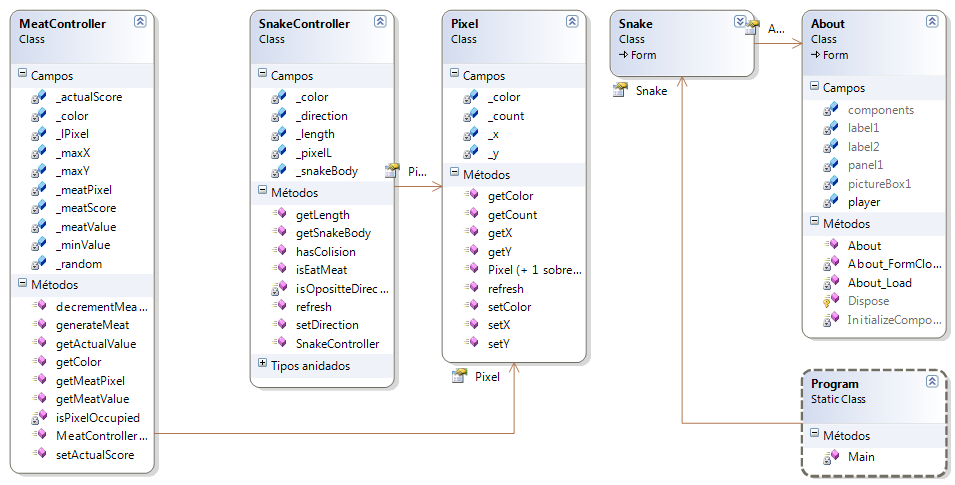 MeatController
Class
Campos
_actualScore
_color
_lPixel
_maxX
_maxY
_meatPixel
_meatScore
_meatValue
_minValue
_random
Métodos
decrementMea...
generateMeat
getActualValue
getColor
getMeatPixel
getMeatValue
isPixelOccupied
MeatController...
setActualScore
SnakeController
Class
Campos
_color
_direction
_length
_pixelL
_snakeBody
Métodos
getLength
getSnakeBody
hasColision
isEatMeat
isOpositteDirec...
refresh
setDirection
SnakeController
Tipos anidados
Pi...
Pixel
Class
Campos
_color
_count
_x
_y
Métodos
getColor
getCount
getX
getY
Pixel (+ 1 sobre...
refresh
setColor
setX
setY
Pixel
Snake
Class
Form
Snake
A...
About
Class
Form
Campos
components
label1
label2
panel1
pictureBox1
player
Métodos
About
About_FormClo...
About_Load
Dispose
InitializeCompo...
Program
Static Class
Métodos
Main